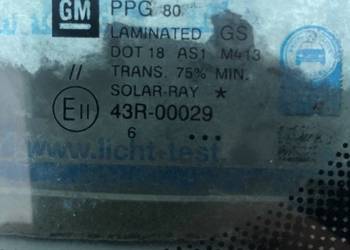 GM PPG 80
LAMINATED GS
DOT 18 AS1 M413
// TRANS. 75% MIN.
SOLAR-RAY *
E11 43R-00029
6 ...
www.licht-test.